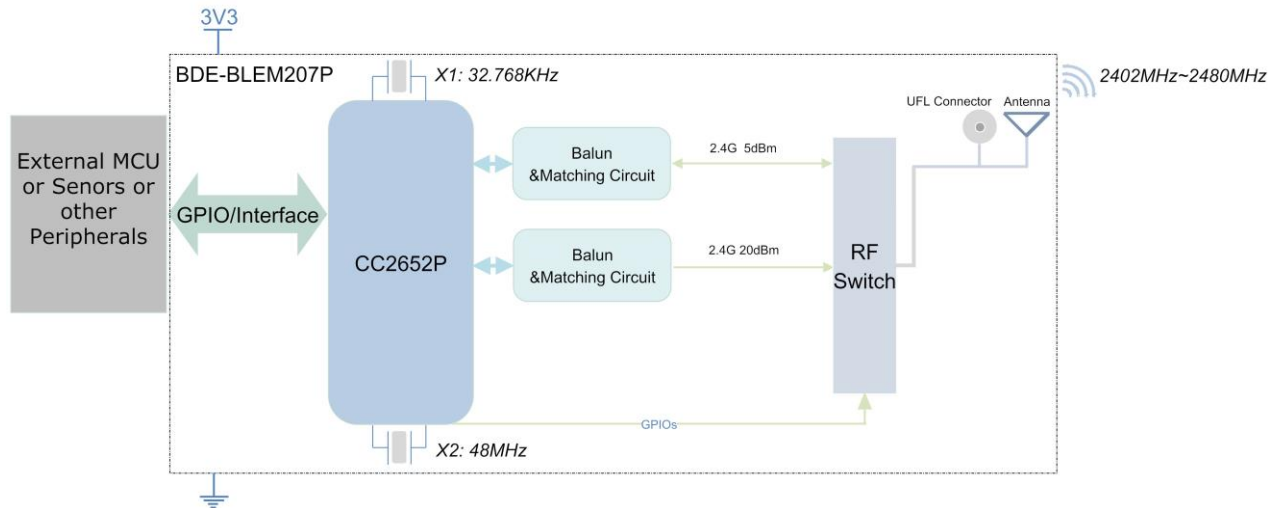 3V3
BDE-BLEM207P
X1: 32.768KHz
2402MHz~2480MHz
UFL Connector
Antenna
External MCU
or Senors or
other
Peripherals
GPIO/Interface
CC2652P
Balun
&Matching Circuit
2.4G 5dBm
Balun
&Matching Circuit
2.4G 20dBm
RF
Switch
GPIOs
X2: 48MHz